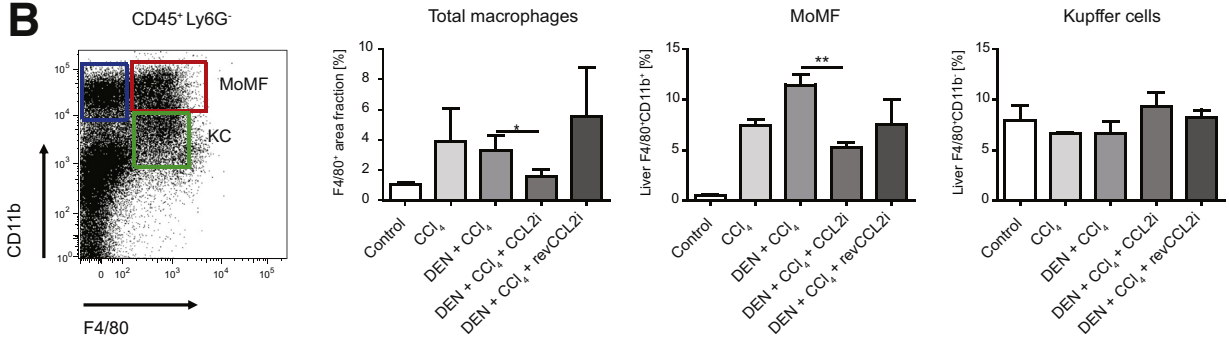 B
CD45⁺ Ly6G⁻
MoMF
KC
10⁵
10⁴
10³
10²
10⁰
0 10² 10³ 10⁴ 10⁵
CD11b
F4/80
Total macrophages
F4/80⁺ area fraction [%]
10
8
6
4
2
0
*
Control
CCl₄
DEN + CCl₄
DEN + CCl₄ + CCL2i
DEN + CCl₄ + revCCL2i
MoMF
Liver F4/80⁺CD11b⁺ [%]
15
10
5
0
**
Control
CCl₄
DEN + CCl₄
DEN + CCl₄ + CCL2i
DEN + CCl₄ + revCCL2i
Kupffer cells
Liver F4/80⁺CD11b⁻ [%]
15
10
5
0
Control
CCl₄
DEN + CCl₄
DEN + CCl₄ + CCL2i
DEN + CCl₄ + revCCL2i